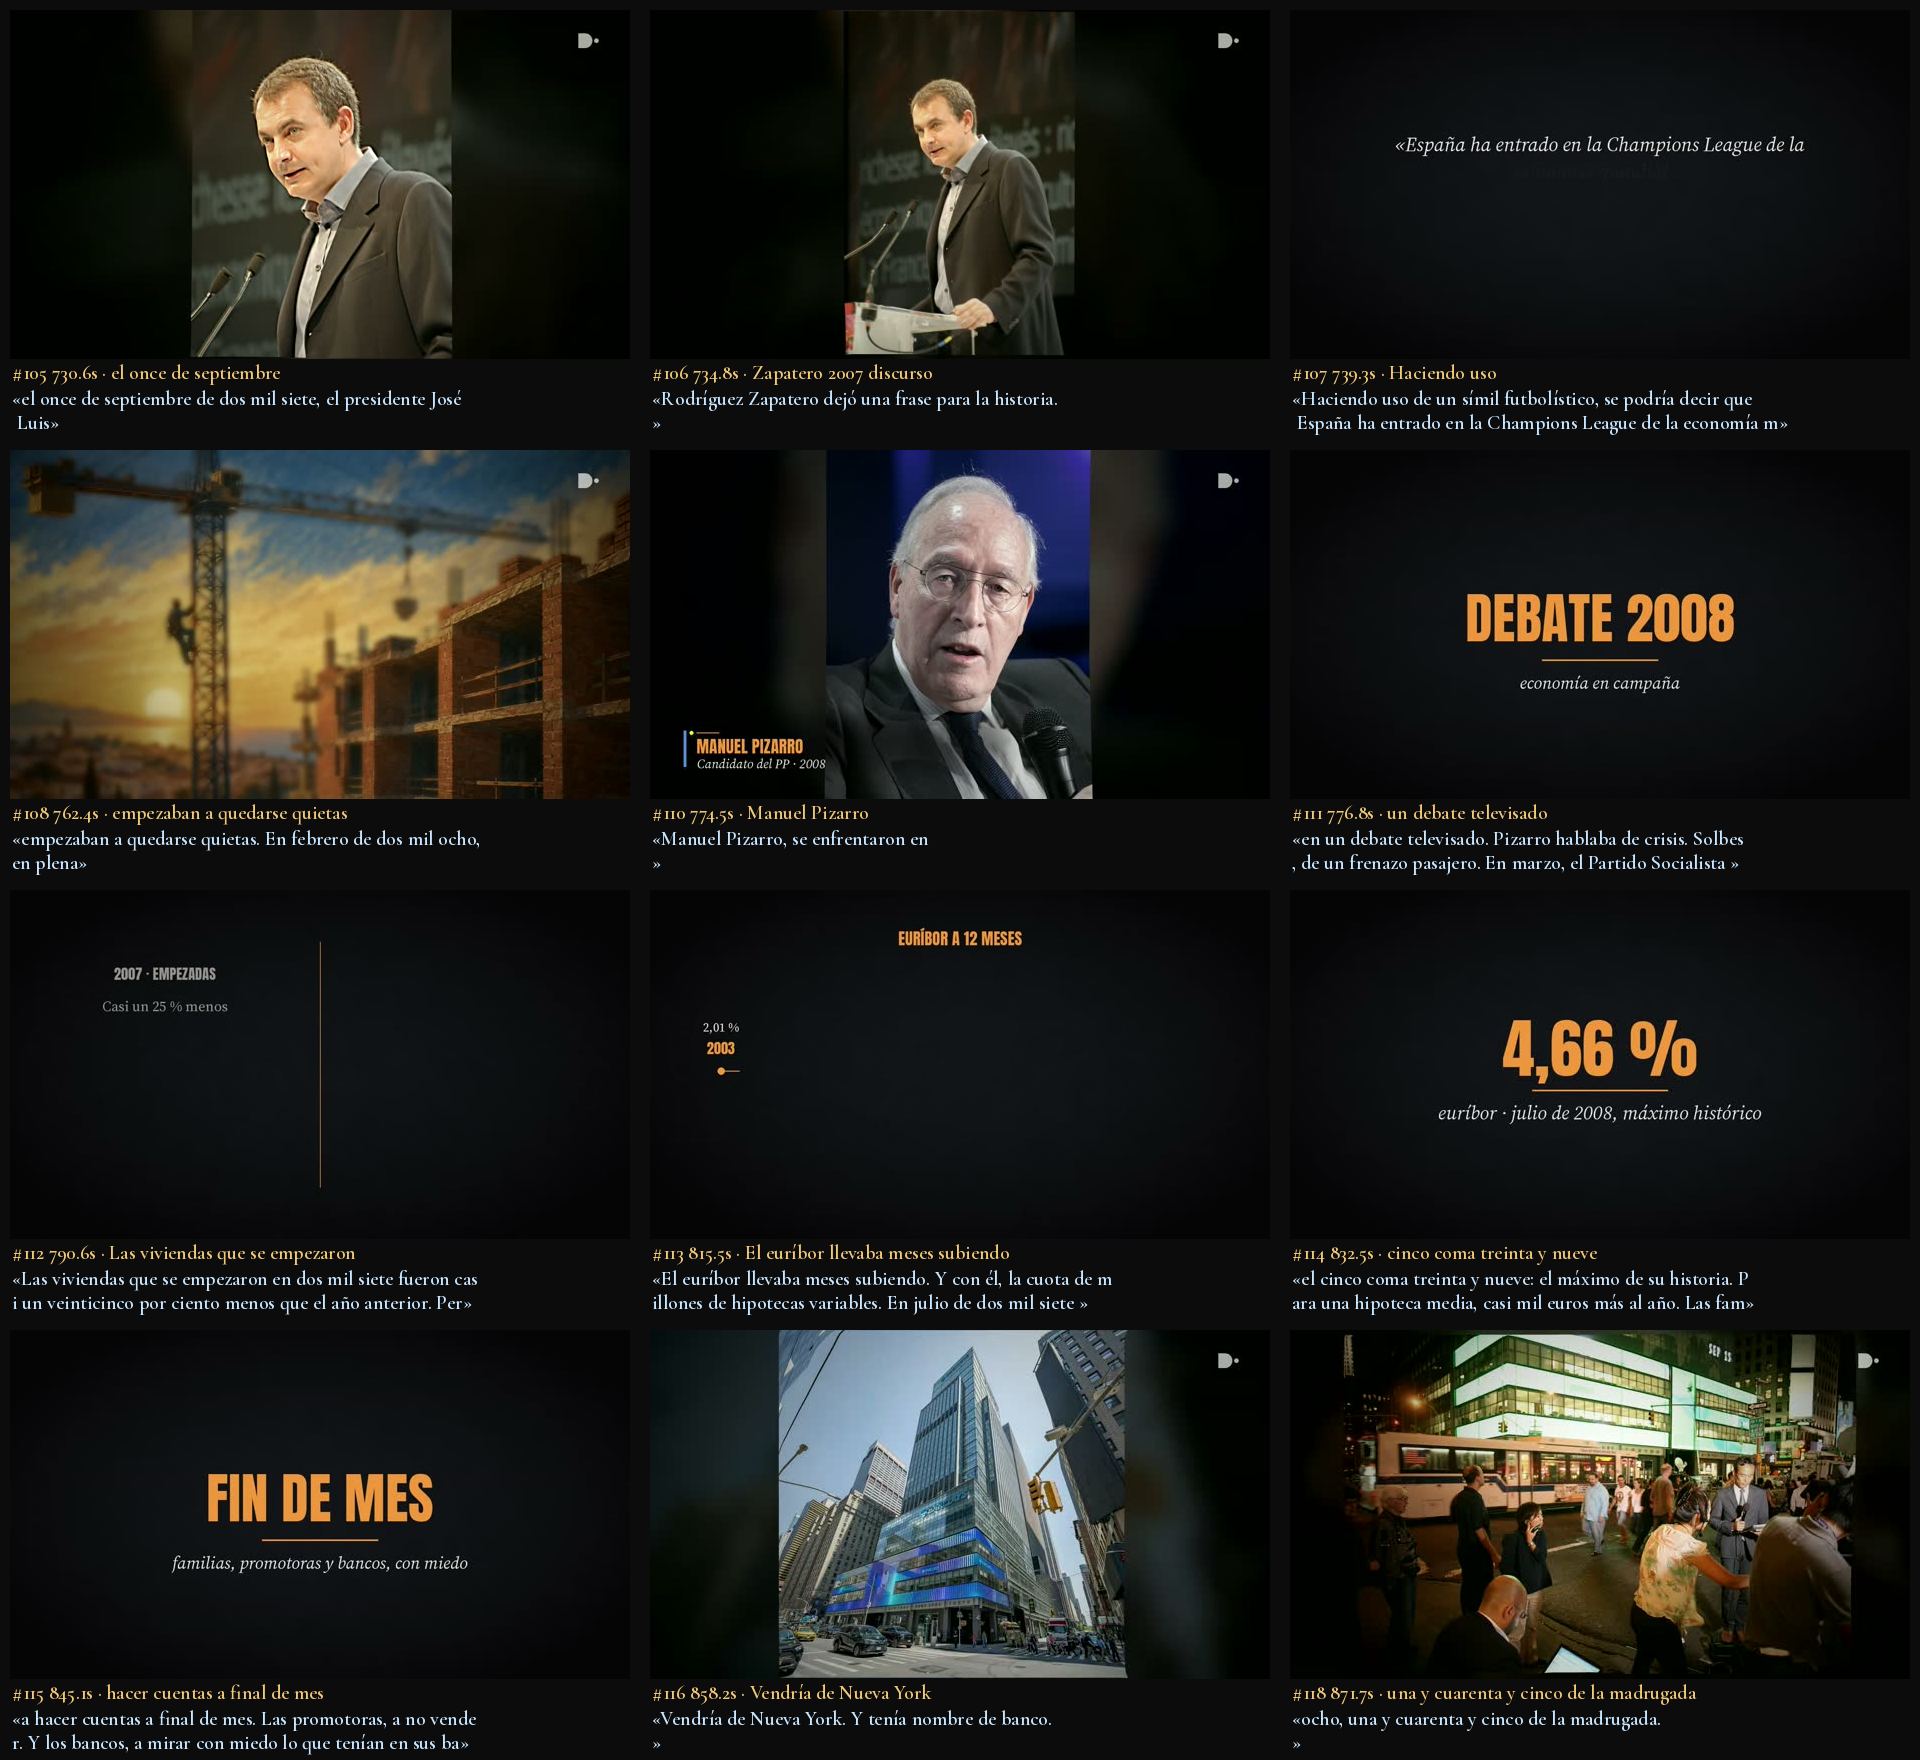 #105 730.6s · el once de septiembre
«el once de septiembre de dos mil siete, el presidente José
Luis»
#106 734.8s · Zapatero 2007 discurso
«Rodríguez Zapatero dejó una frase para la historia.
»
«España ha entrado en la Champions League de la
#107 739.3s · Haciendo uso
«Haciendo uso de un símil futbolístico, se podría decir que
España ha entrado en la Champions League de la economía m»
#108 762.4s · empezaban a quedarse quietas
«empezaban a quedarse quietas. En febrero de dos mil ocho,
en plena»
MANUEL PIZARRO
Candidato del PP · 2008
#110 774.5s · Manuel Pizarro
«Manuel Pizarro, se enfrentaron en
»
DEBATE 2008
economía en campaña
#111 776.8s · un debate televisado
«en un debate televisado. Pizarro hablaba de crisis. Solbes
, de un frenazo pasajero. En marzo, el Partido Socialista »
2007 · EMPEZADAS
Casi un 25 % menos
#112 790.6s · Las viviendas que se empezaron
«Las viviendas que se empezaron en dos mil siete fueron cas
i un veinticinco por ciento menos que el año anterior. Per»
EURÍBOR A 12 MESES
2,01 %
2003
#113 815.5s · El euríbor llevaba meses subiendo
«El euríbor llevaba meses subiendo. Y con él, la cuota de m
illones de hipotecas variables. En julio de dos mil siete »
4,66 %
euríbor · julio de 2008, máximo histórico
#114 832.5s · cinco coma treinta y nueve
«el cinco coma treinta y nueve: el máximo de su historia. P
ara una hipoteca media, casi mil euros más al año. Las fam»
FIN DE MES
familias, promotoras y bancos, con miedo
#115 845.1s · hacer cuentas a final de mes
«a hacer cuentas a final de mes. Las promotoras, a no vende
r. Y los bancos, a mirar con miedo lo que tenían en sus ba»
#116 858.2s · Vendría de Nueva York
«Vendría de Nueva York. Y tenía nombre de banco.
»
SEP 15
#118 871.7s · una y cuarenta y cinco de la madrugada
«ocho, una y cuarenta y cinco de la madrugada.
»